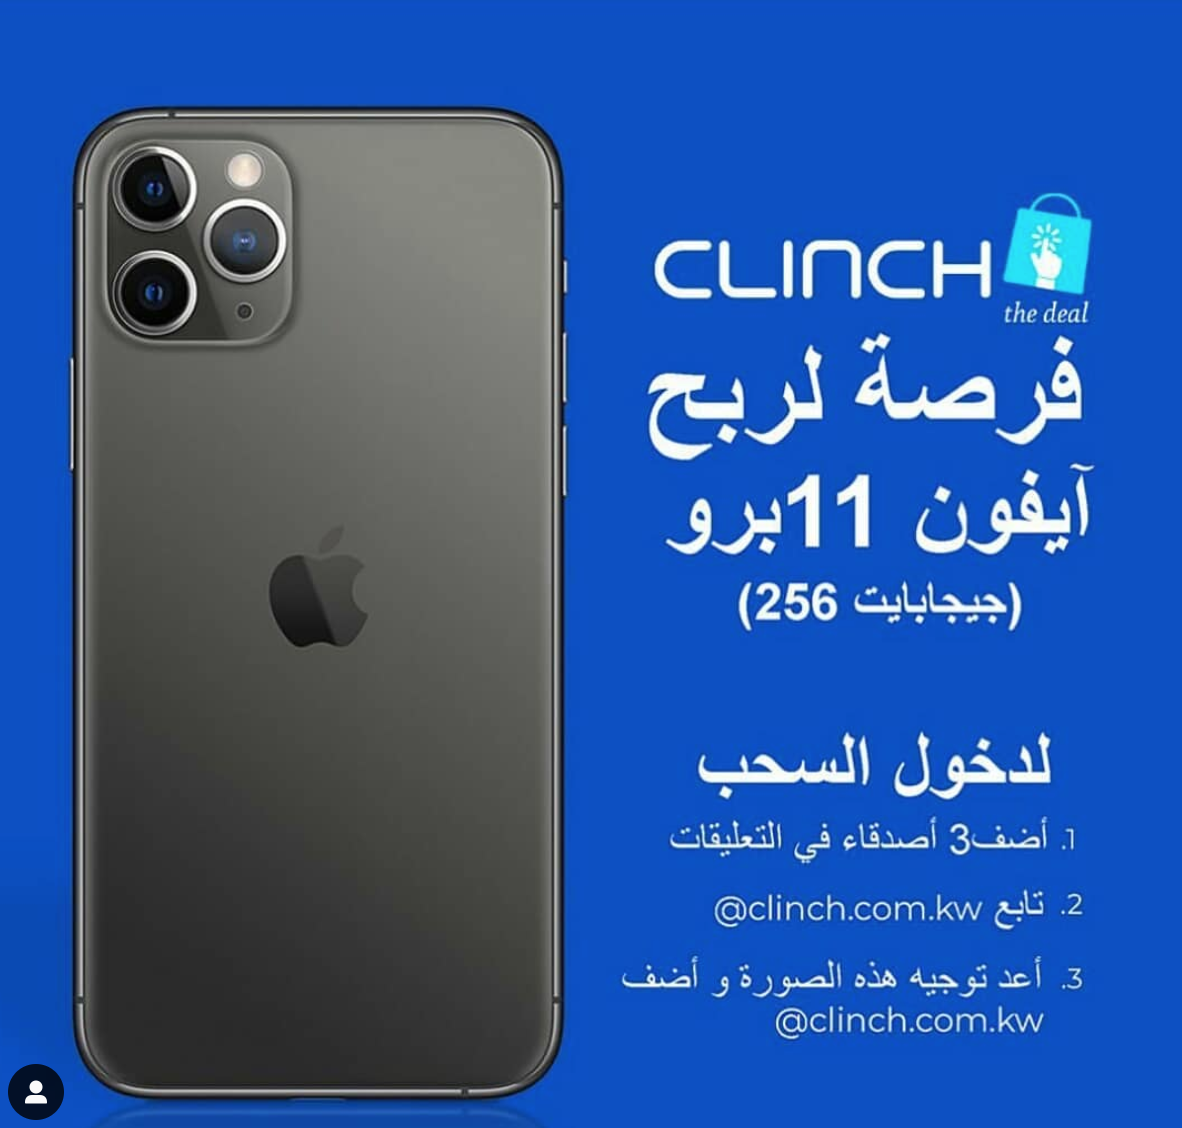 CLINCH
the deal
فرصة لربح
آيفون 11برو
(جيجابايت 256)
لدخول السحب
1. أضف3 أصدقاء في التعليقات
2. تابع @clinch.com.kw
3. أعد توجيه هذه الصورة و أضف
@clinch.com.kw